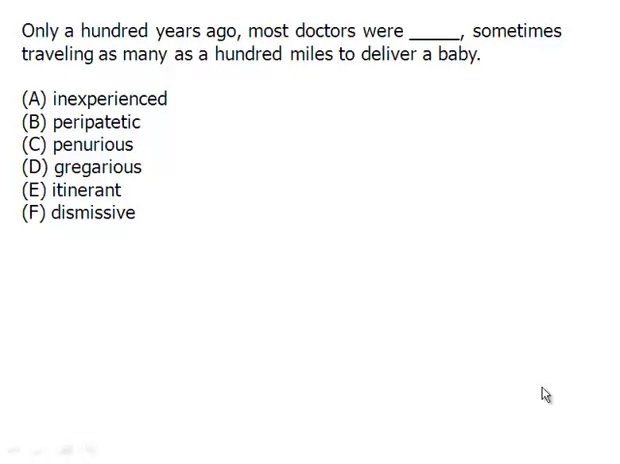 Only a hundred years ago, most doctors were _____, sometimes
traveling as many as a hundred miles to deliver a baby.
(A) inexperienced
(B) peripatetic
(C) penurious
(D) gregarious
(E) itinerant
(F) dismissive